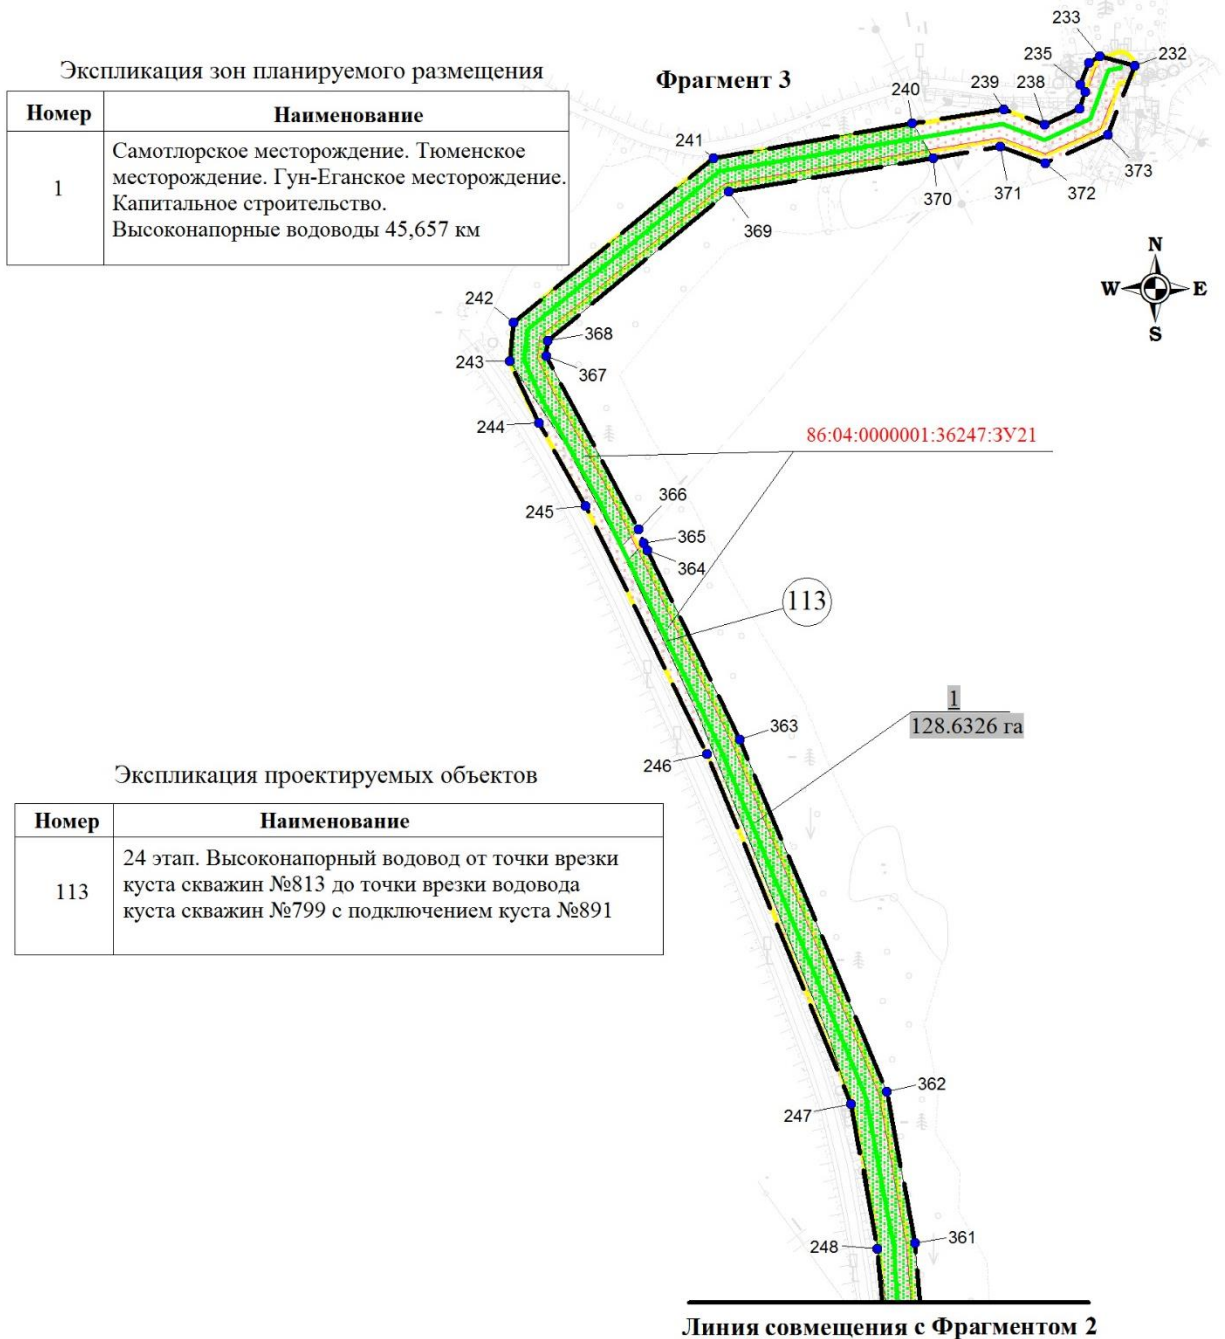 Экспликация зон планируемого размещения
Номер
Наименование
1
Самотлорское месторождение. Тюменское
месторождение. Гун-Еганское месторождение.
Капитальное строительство.
Высоконапорные водоводы 45,657 км
Фрагмент 3
233
235
232
239
238
240
241
373
372
371
370
369
N
W
E
S
242
368
243
367
244
86:04:0000001:36247:ЗУ21
245
366
365
364
113
1
128.6326 га
363
246
Экспликация проектируемых объектов
Номер
Наименование
113
24 этап. Высоконапорный водовод от точки врезки
куста скважин №813 до точки врезки водовода
куста скважин №799 с подключением куста №891
362
247
361
248
Линия совмещения с Фрагментом 2